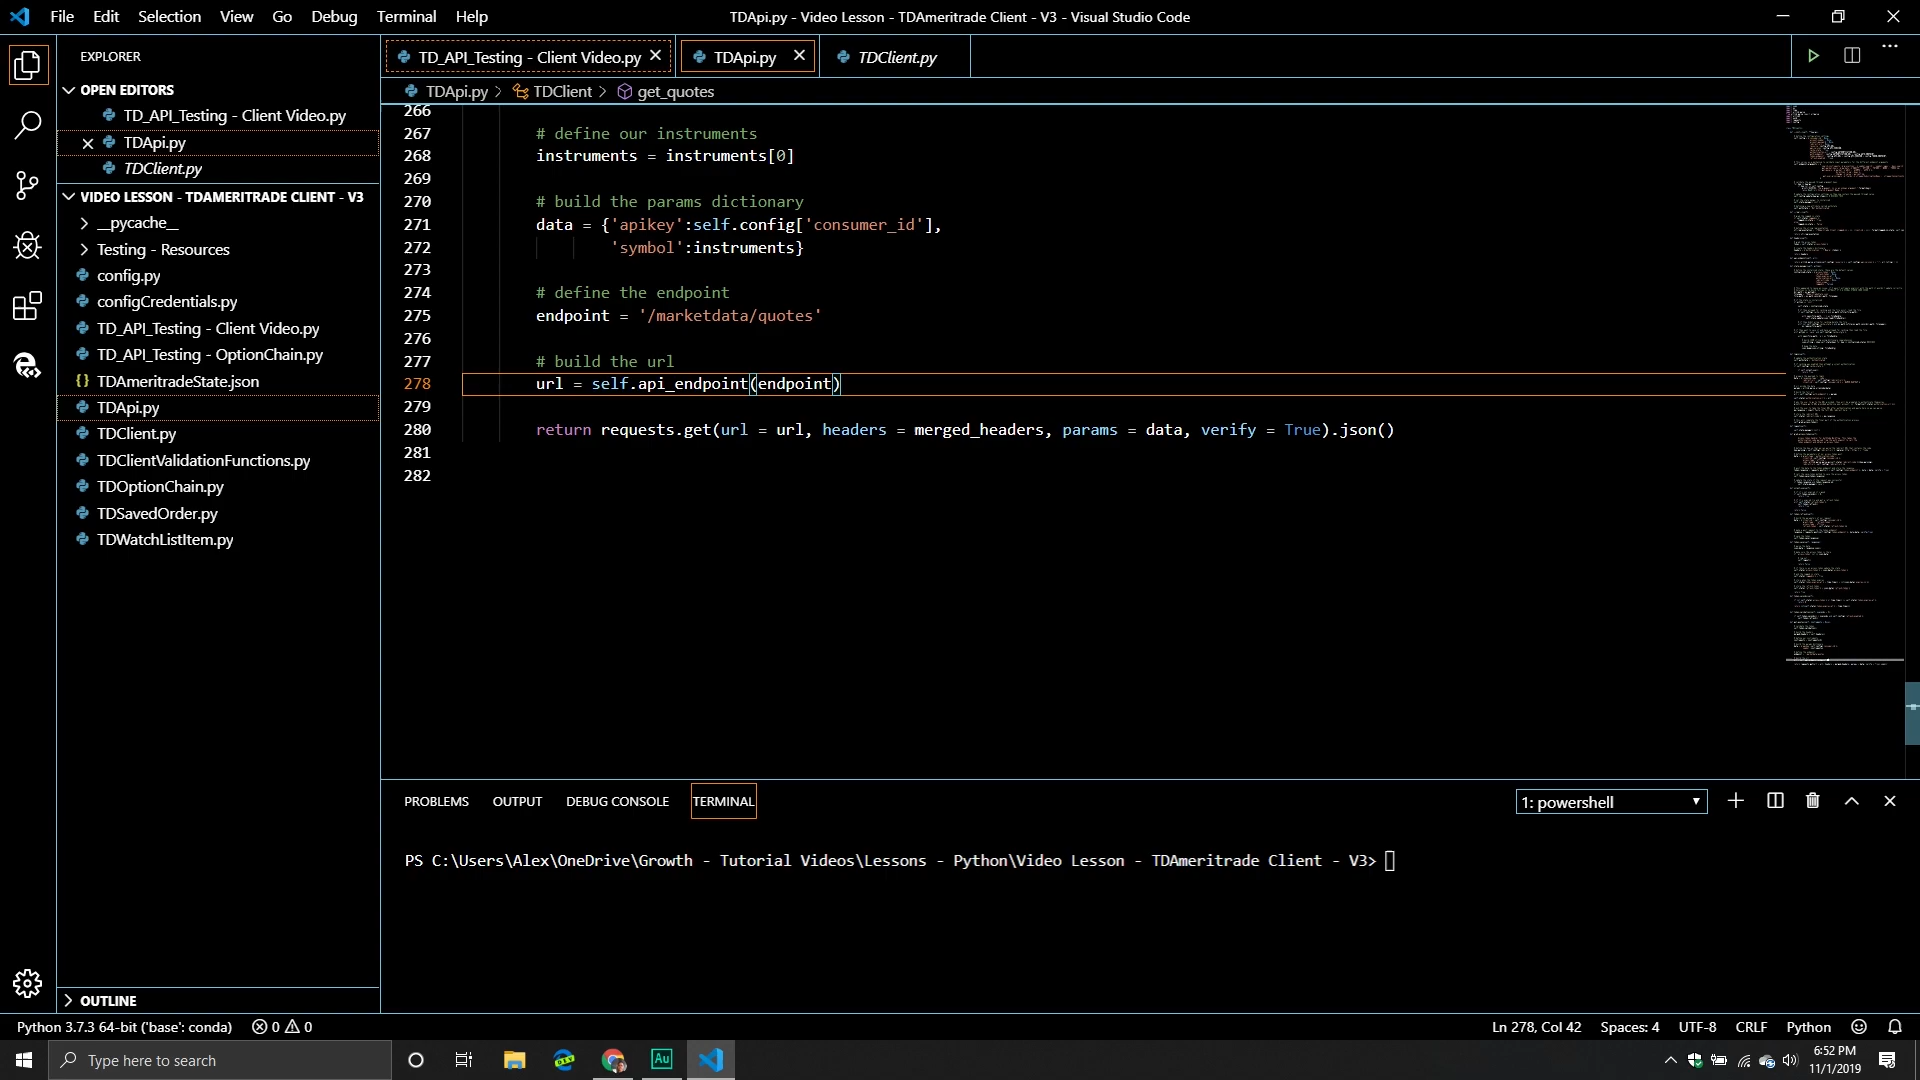 File Edit Selection View Go Debug Terminal Help
TDApi.py - Video Lesson - TDAmeritrade Client - V3 - Visual Studio Code
EXPLORER
OPEN EDITORS
TD_API_Testing - Client Video.py
TDApi.py
TDClient.py
VIDEO LESSON - TDAMERITRADE CLIENT - V3
__pycache__
Testing - Resources
config.py
configCredentials.py
TD_API_Testing - Client Video.py
TD_API_Testing - OptionChain.py
TDAmeritradeState.json
TDApi.py
TDClient.py
TDClientValidationFunctions.py
TDOptionChain.py
TDSavedOrder.py
TDWatchListItem.py
OUTLINE
TD_API_Testing - Client Video.py TDApi.py TDClient.py
TDApi.py > TDClient > get_quotes
266
267 # define our instruments
268 instruments = instruments[0]
269
270 # build the params dictionary
271 data = {'apikey':self.config['consumer_id'],
272 'symbol':instruments}
273
274 # define the endpoint
275 endpoint = '/marketdata/quotes'
276
277 # build the url
278 url = self.api_endpoint(endpoint)
279
280 return requests.get(url = url, headers = merged_headers, params = data, verify = True).json()
281
282
PROBLEMS OUTPUT DEBUG CONSOLE TERMINAL
1: powershell
PS C:\Users\Alex\OneDrive\Growth - Tutorial Videos\Lessons - Python\Video Lesson - TDAmeritrade Client - V3>
Python 3.7.3 64-bit ('base': conda) 0 0
Ln 278, Col 42 Spaces: 4 UTF-8 CRLF Python
Type here to search
Au
6:52 PM
11/1/2019